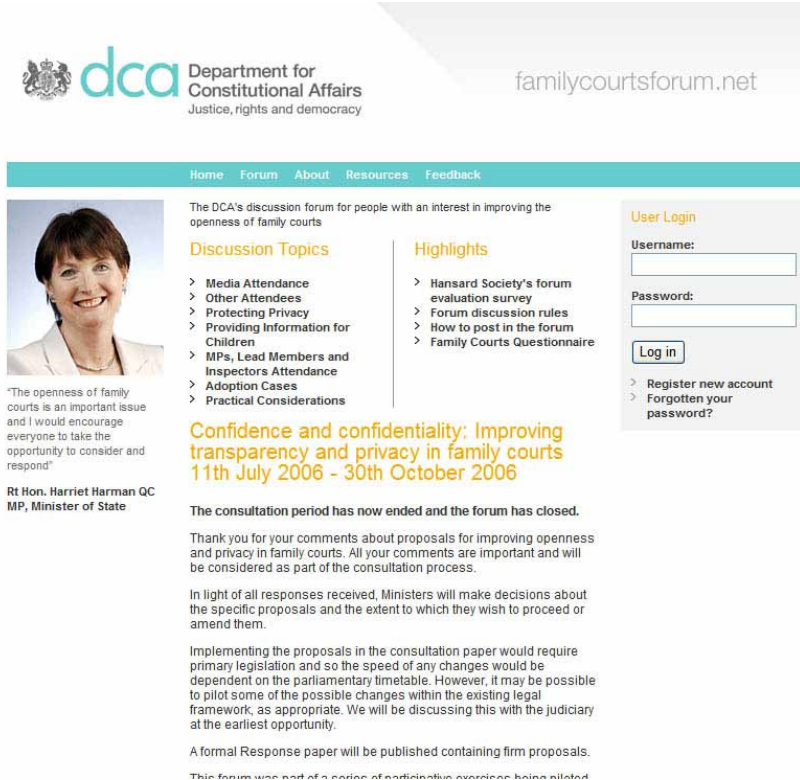 dca
Department for
Constitutional Affairs
Justice, rights and democracy
familycourtsforum.net
Home Forum About Resources Feedback
The DCA's discussion forum for people with an interest in improving the
openness of family courts
Discussion Topics
Media Attendance
Other Attendees
Protecting Privacy
Providing Information for
Children
MPs, Lead Members and
Inspectors Attendance
Adoption Cases
Practical Considerations
Highlights
Hansard Society's forum
evaluation survey
Forum discussion rules
How to post in the forum
Family Courts Questionnaire
User Login
Username:
Password:
Log in
Register new account
Forgotten your
password?
"The openness of family
courts is an important issue
and I would encourage
everyone to take the
opportunity to consider and
respond"
Rt Hon. Harriet Harman QC
MP, Minister of State
Confidence and confidentiality: Improving
transparency and privacy in family courts
11th July 2006 - 30th October 2006
The consultation period has now ended and the forum has closed.
Thank you for your comments about proposals for improving openness
and privacy in family courts. All your comments are important and will
be considered as part of the consultation process.
In light of all responses received, Ministers will make decisions about
the specific proposals and the extent to which they wish to proceed or
amend them.
Implementing the proposals in the consultation paper would require
primary legislation and so the speed of any changes would be
dependent on the parliamentary timetable. However, it may be possible
to pilot some of the possible changes within the existing legal
framework, as appropriate. We will be discussing this with the judiciary
at the earliest opportunity.
A formal Response paper will be published containing firm proposals.
This forum was part of a series of participative exercises being piloted